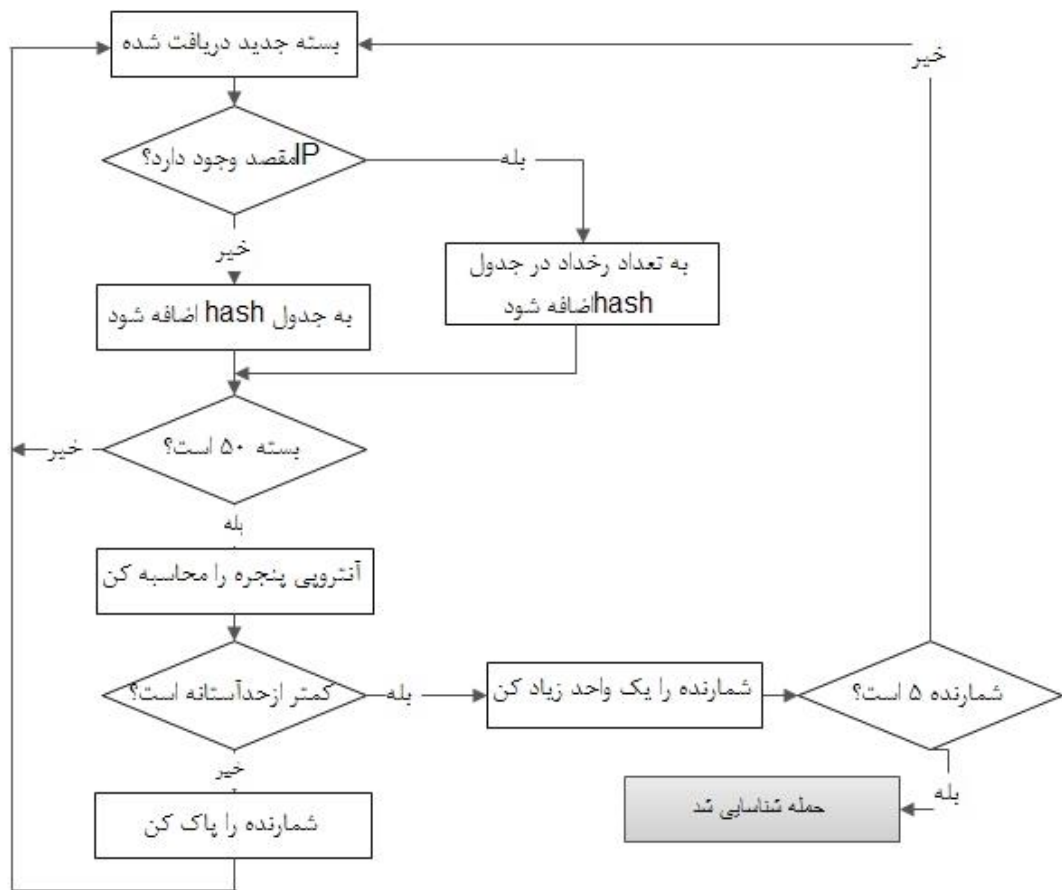 بسته جدید دریافت شده
خیر
IPمقصد وجود دارد؟
بله
خیر
به تعداد رخداد در جدول
hashاضافه شود
به جدول hash اضافه شود
بسته ۵۰ است؟
خیر
بله
آنتروپی پنجره را محاسبه کن
کمتر ازحدآستانه است؟
بله
شمارنده را یک واحد زیاد کن
شمارنده ۵ است؟
خیر
بله
شمارنده را پاک کن
حمله شناسایی شد